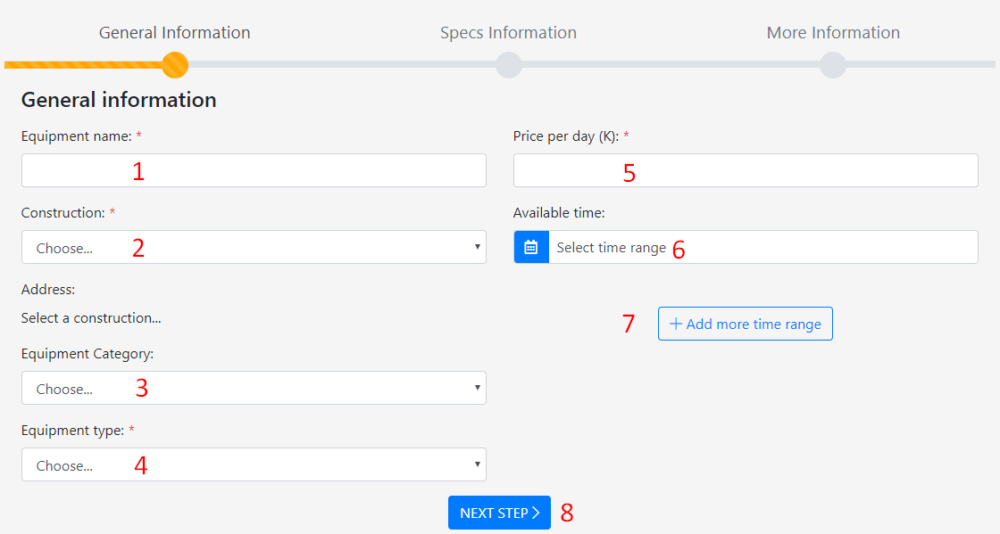 General Information
Specs Information
More Information
General information
Equipment name: *
1
Construction: *
Choose... 2
Address:
Select a construction...
Equipment Category:
Choose... 3
Equipment type: *
Choose... 4
Price per day (K): *
5
Available time:
Select time range 6
7 + Add more time range
NEXT STEP > 8